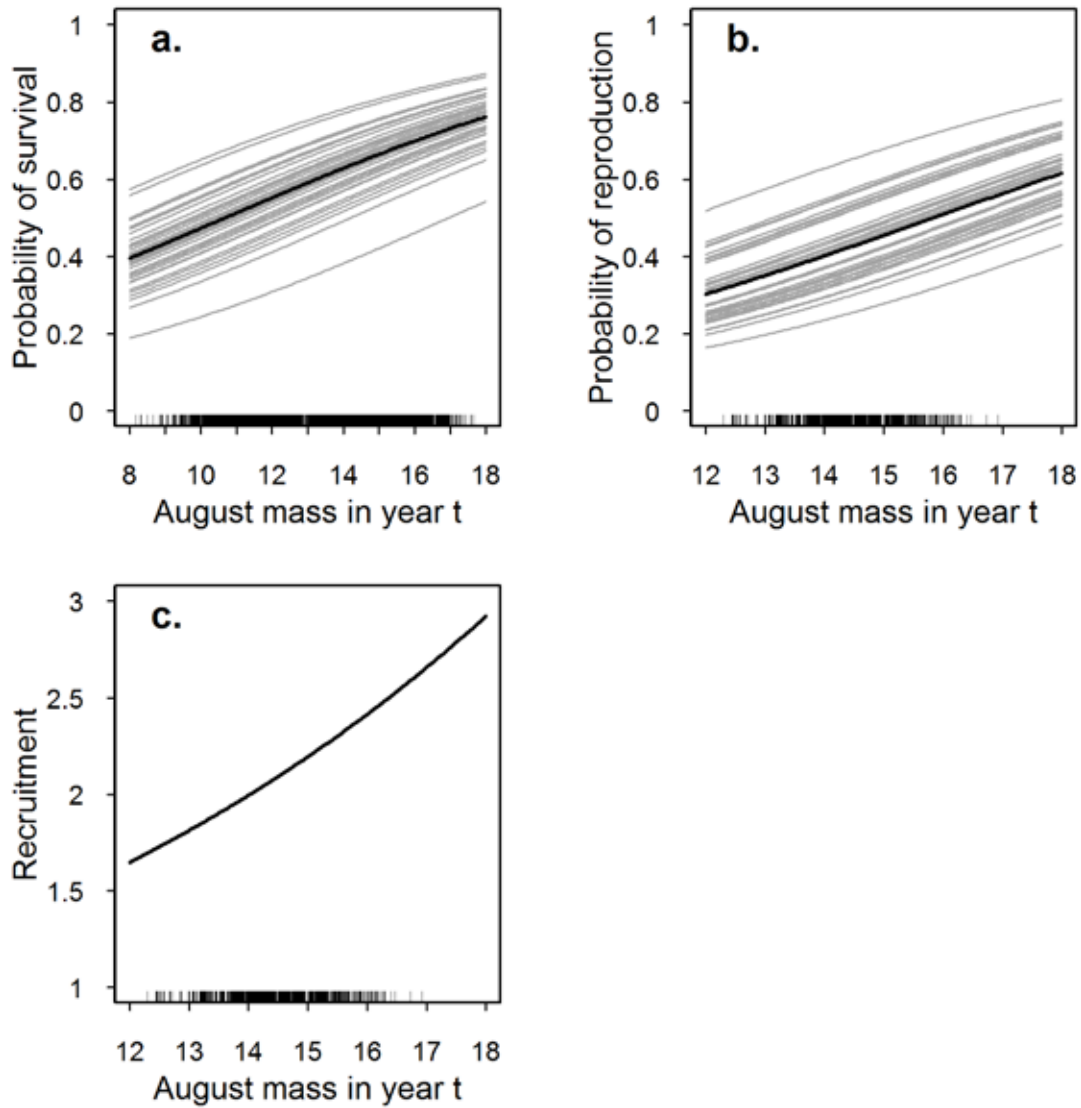 a.
Probability of survival
1
0.8
0.6
0.4
0.2
0
8 10 12 14 16 18
August mass in year t
b.
Probability of reproduction
1
0.8
0.6
0.4
0.2
0
12 13 14 15 16 17 18
August mass in year t
c.
Recruitment
3
2.5
2
1.5
1
12 13 14 15 16 17 18
August mass in year t